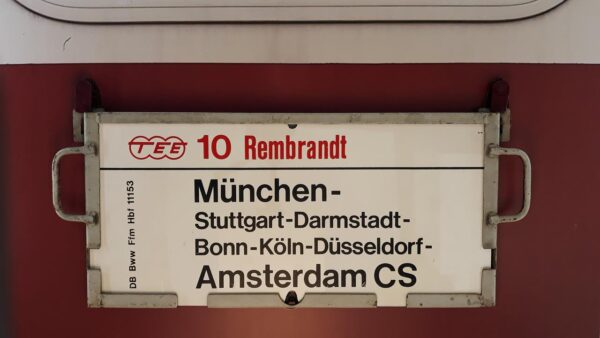 TEE 10 Rembrandt
München-
Stuttgart-Darmstadt-
Bonn-Köln-Düsseldorf-
Amsterdam CS
DB Bww Ffm Hbf 11153